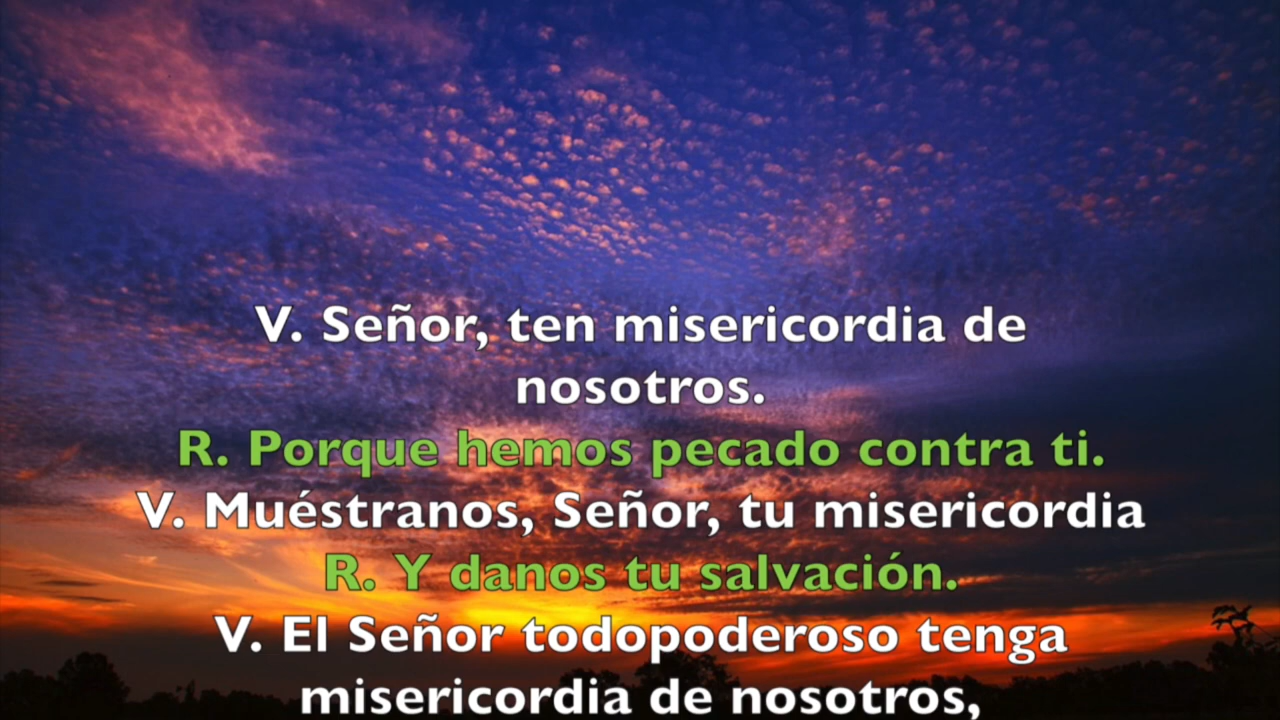 V. Señor, ten misericordia de
nosotros.
R. Porque hemos pecado contra ti.
V. Muéstranos, Señor, tu misericordia
R. Y danos tu salvación.
V. El Señor todopoderoso tenga
misericordia de nosotros,